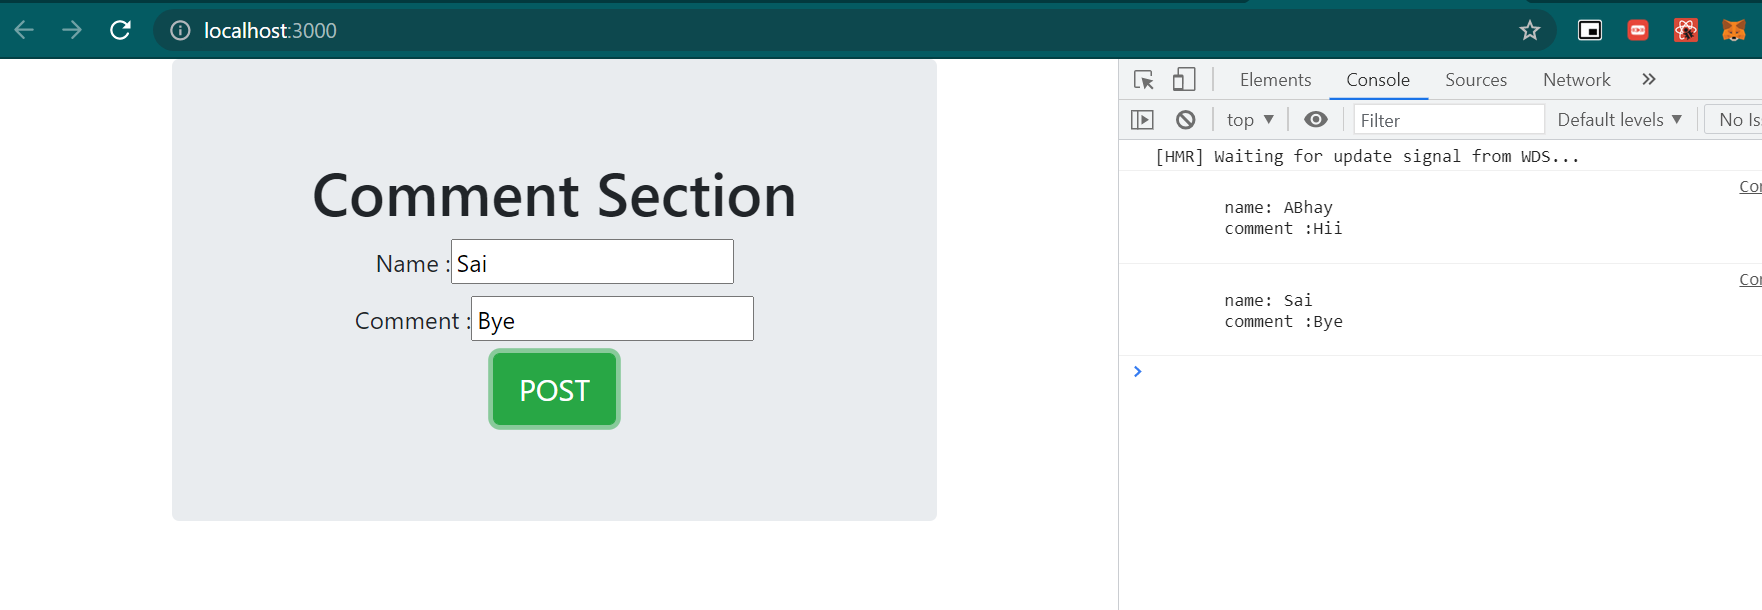 localhost:3000
Comment Section
Name : Sai
Comment : Bye
POST
Elements Console Sources Network »
top ▼ Filter Default levels ▼ No Is
[HMR] Waiting for update signal from WDS...
Co
name: ABhay
comment :Hii
Co
name: Sai
comment :Bye